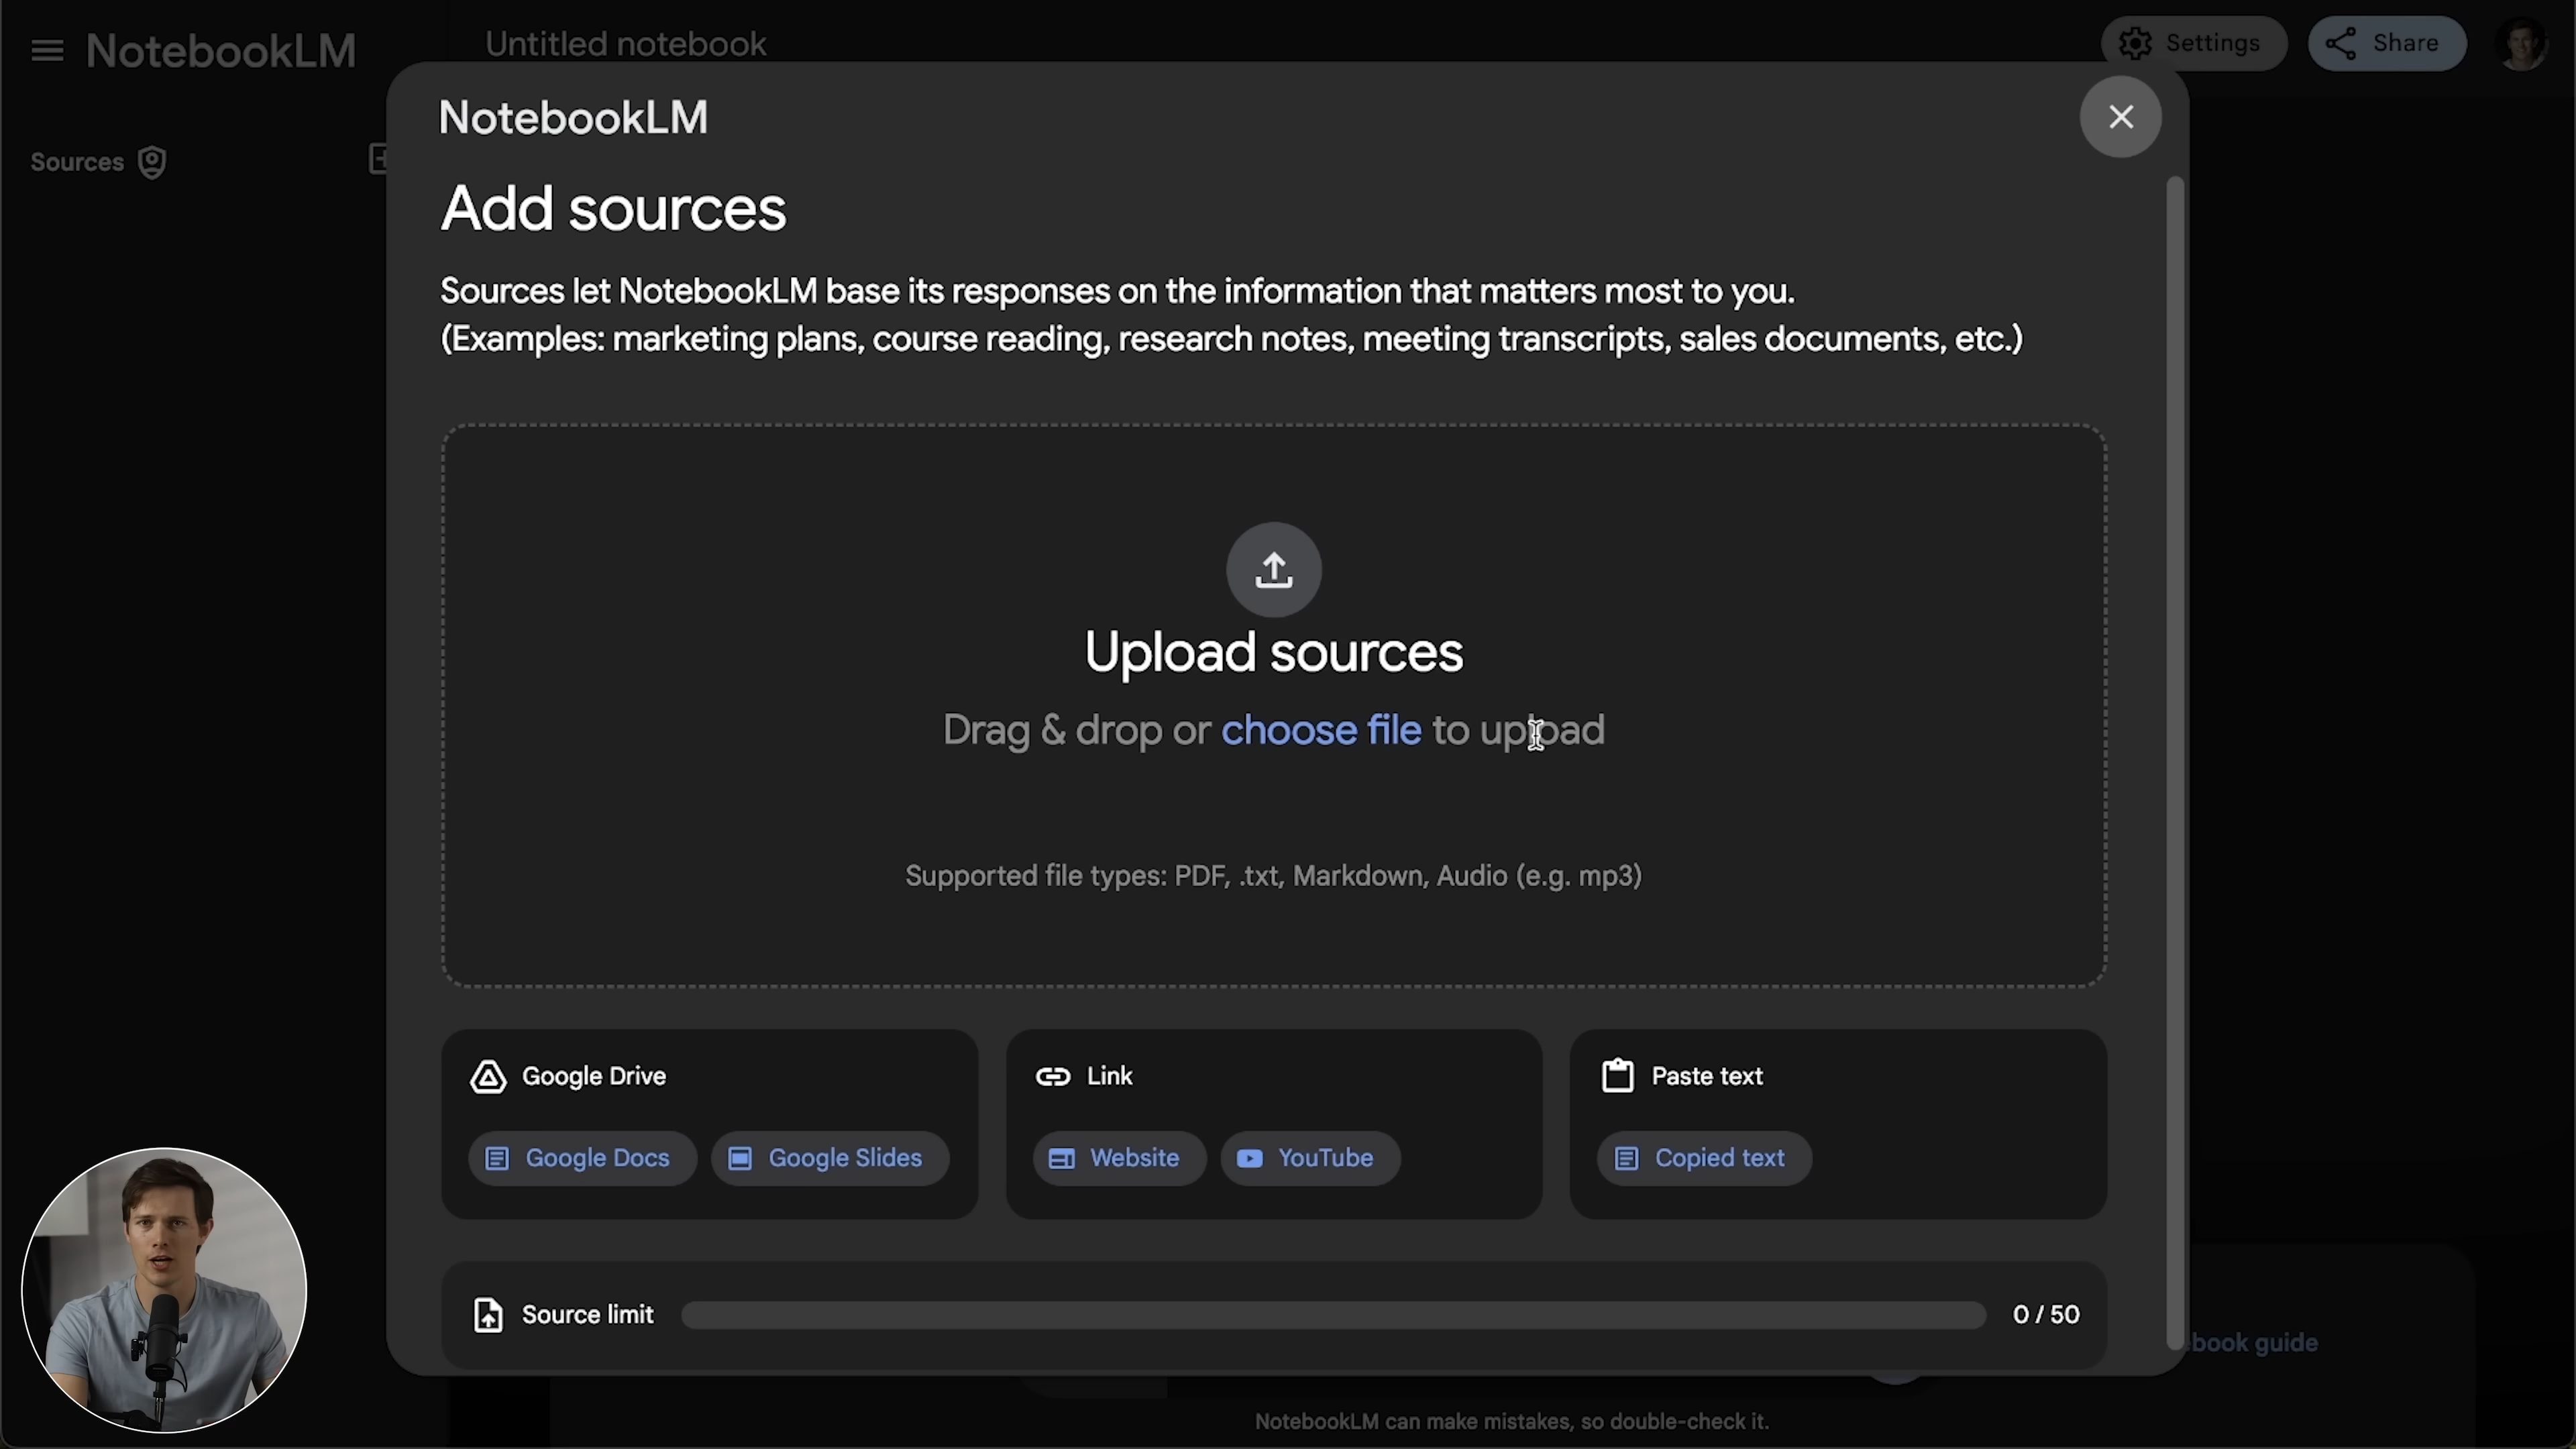 NotebookLM
Untitled notebook
Settings
Share
Sources
NotebookLM
Add sources
Sources let NotebookLM base its responses on the information that matters most to you.
(Examples: marketing plans, course reading, research notes, meeting transcripts, sales documents, etc.)
Upload sources
Drag & drop or choose file to upload
Supported file types: PDF, .txt, Markdown, Audio (e.g. mp3)
Google Drive
Google Docs
Google Slides
Link
Website
YouTube
Paste text
Copied text
Source limit
0 / 50
book guide
NotebookLM can make mistakes, so double-check it.